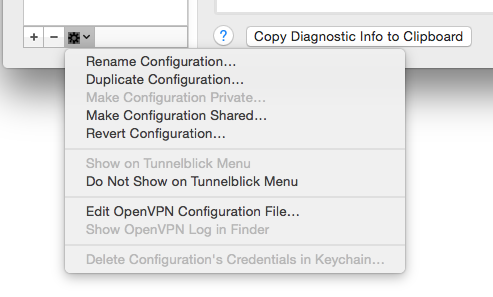 + − ? Copy Diagnostic Info to Clipboard
Rename Configuration…
Duplicate Configuration…
Make Configuration Private…
Make Configuration Shared…
Revert Configuration…
Show on Tunnelblick Menu
Do Not Show on Tunnelblick Menu
Edit OpenVPN Configuration File…
Show OpenVPN Log in Finder
Delete Configuration's Credentials in Keychain…